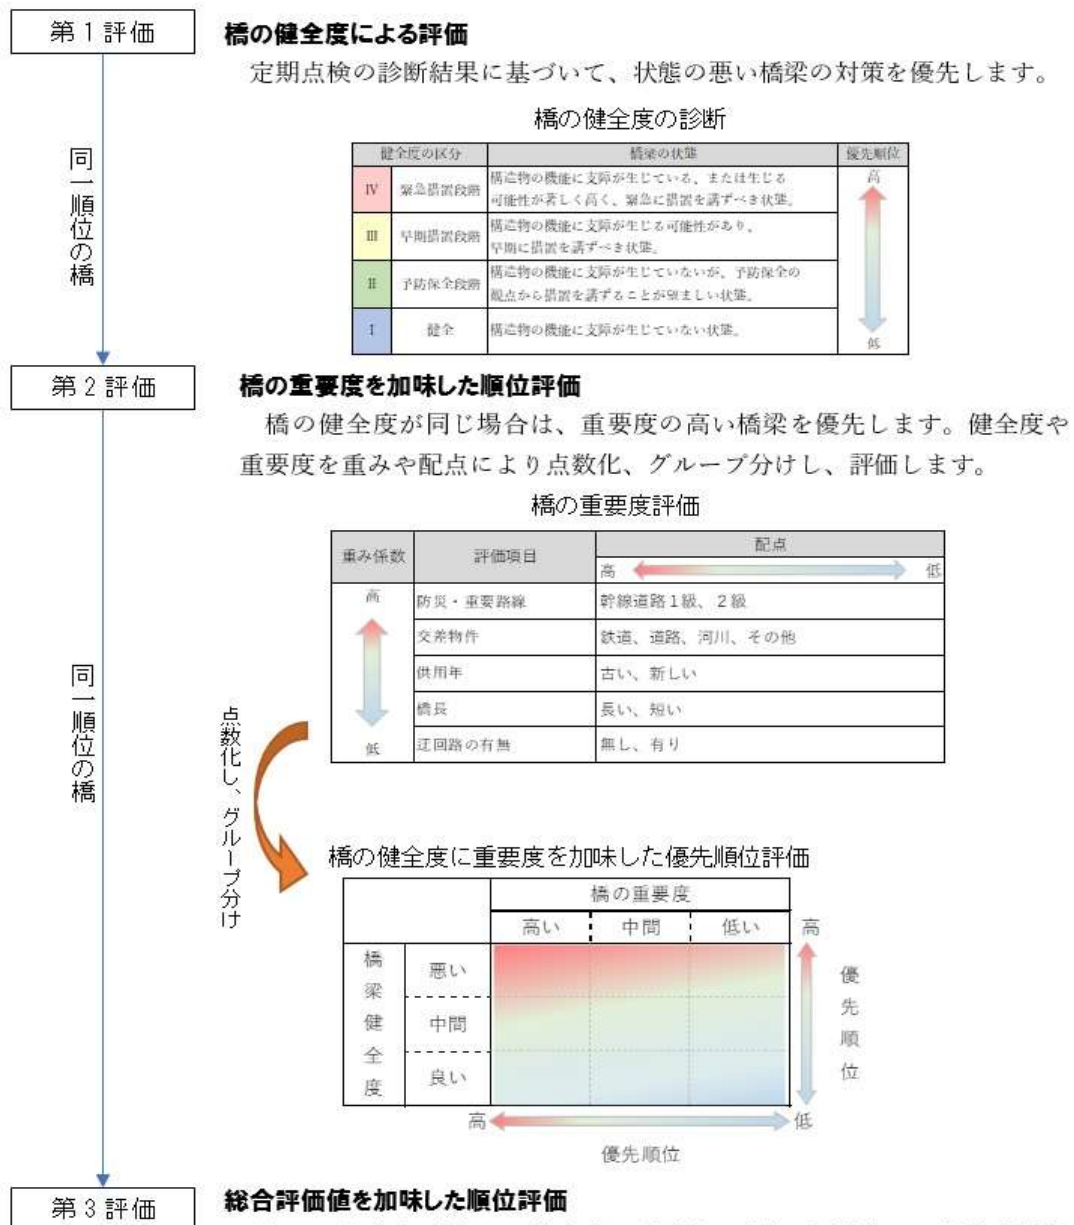 第1評価
橋の健全度による評価
定期点検の診断結果に基づいて、状態の悪い橋梁の対策を優先します。
同一順位の橋
橋の健全度の診断
健全度の区分 橋梁の状態 優先順位
Ⅳ 緊急措置段階 構造物の機能に支障が生じている、または生じる
可能性が著しく高く、緊急に措置を講ずべき状態。
高
Ⅲ 早期措置段階 構造物の機能に支障が生じる可能性があり、
早期に措置を講ずべき状態。
Ⅱ 予防保全段階 構造物の機能に支障が生じていないが、予防保全の
観点から措置を講ずることが望ましい状態。
Ⅰ 健全 構造物の機能に支障が生じていない状態。
低
第2評価
橋の重要度を加味した順位評価
橋の健全度が同じ場合は、重要度の高い橋梁を優先します。健全度や
重要度を重みや配点により点数化、グループ分けし、評価します。
同一順位の橋
橋の重要度評価
重み係数 評価項目 配点
高 低
高
防災・重要路線 幹線道路1級、2級
交差物件 鉄道、道路、河川、その他
供用年 古い、新しい
橋長 長い、短い
低
迂回路の有無 無し、有り
点数化し、グループ分け
橋の健全度に重要度を加味した優先順位評価
橋の重要度
高い 中間 低い
高
橋梁健全度
悪い
中間
良い
優先順位
高 低
優先順位
第3評価
総合評価値を加味した順位評価